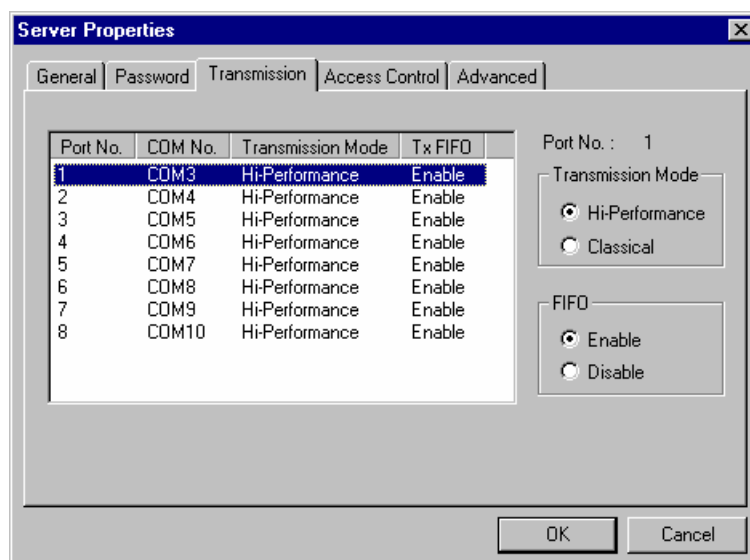 Server Properties
General Password Transmission Access Control Advanced
Port No. COM No. Transmission Mode Tx FIFO
1 COM3 Hi-Performance Enable
2 COM4 Hi-Performance Enable
3 COM5 Hi-Performance Enable
4 COM6 Hi-Performance Enable
5 COM7 Hi-Performance Enable
6 COM8 Hi-Performance Enable
7 COM9 Hi-Performance Enable
8 COM10 Hi-Performance Enable
Port No. : 1
Transmission Mode
Hi-Performance
Classical
FIFO
Enable
Disable
OK Cancel